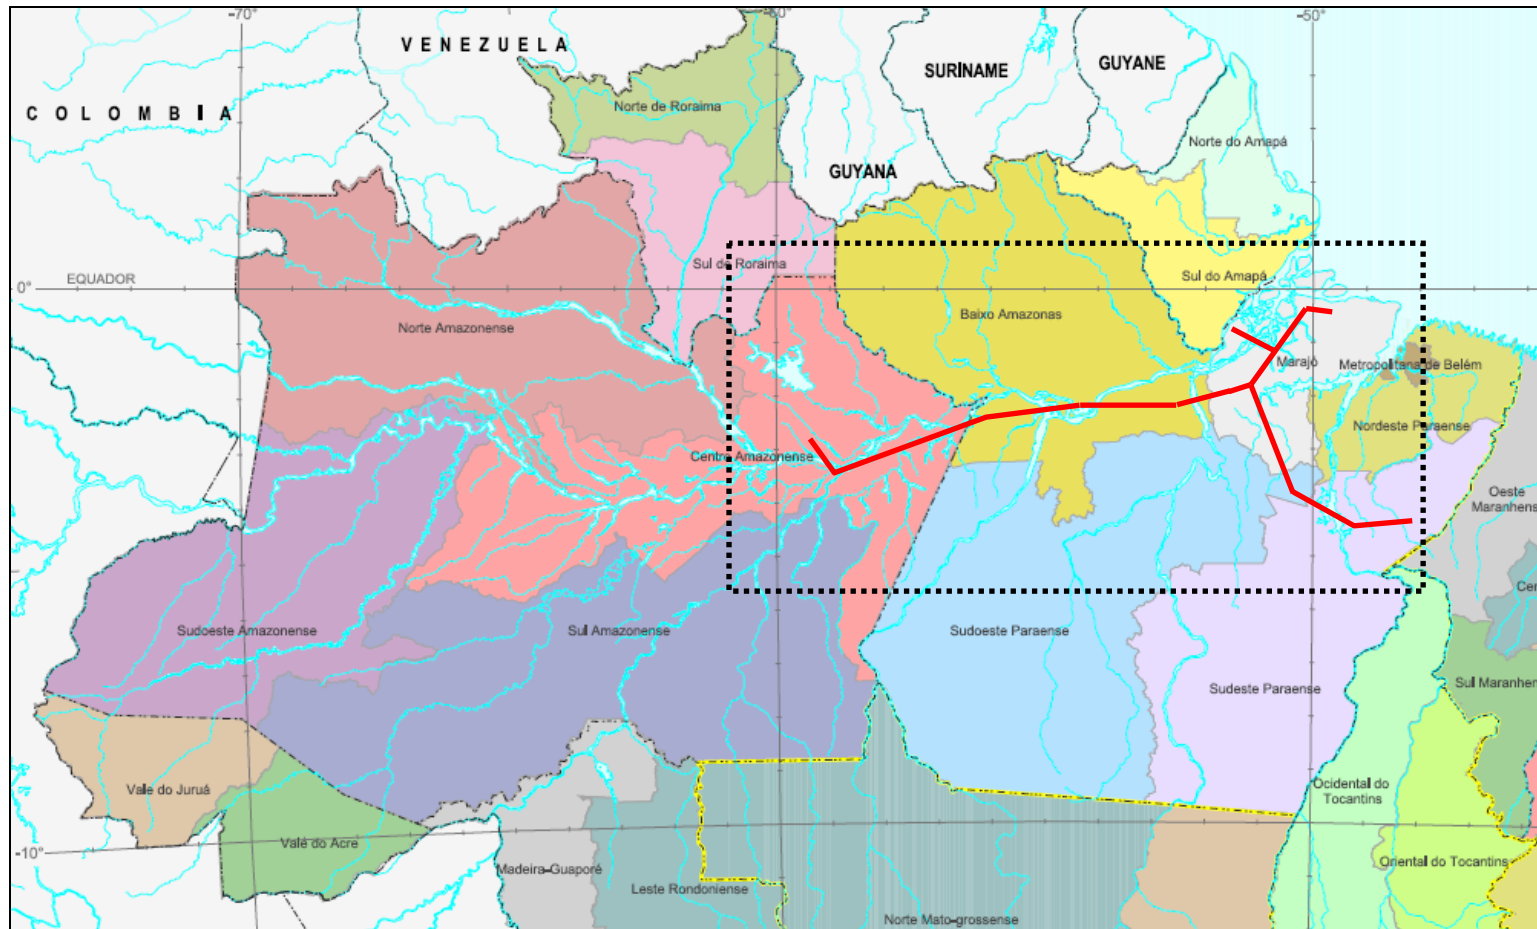 -70°
-60°
-50°
VENEZUELA
SURINAME
GUYANE
COLOMBIA
Norte de Roraima
Norte do Amapá
GUYANA
Sul de Roraima
Sul do Amapá
EQUADOR
0°
Norte Amazonense
Baixo Amazonas
Marajó
Metropolitana de Belém
Nordeste Paraense
Centro Amazonense
Oeste
Maranhens
Cen
Sudoeste Amazonense
Sul Amazonense
Sudoeste Paraense
Sudeste Paraense
Sul Maranhen
Vale do Juruá
Ocidental do
Tocantins
Vale do Acre
-10°
Madeira-Guaporé
Leste Rondoniense
Oriental do Tocantins
Norte Mato-grossense